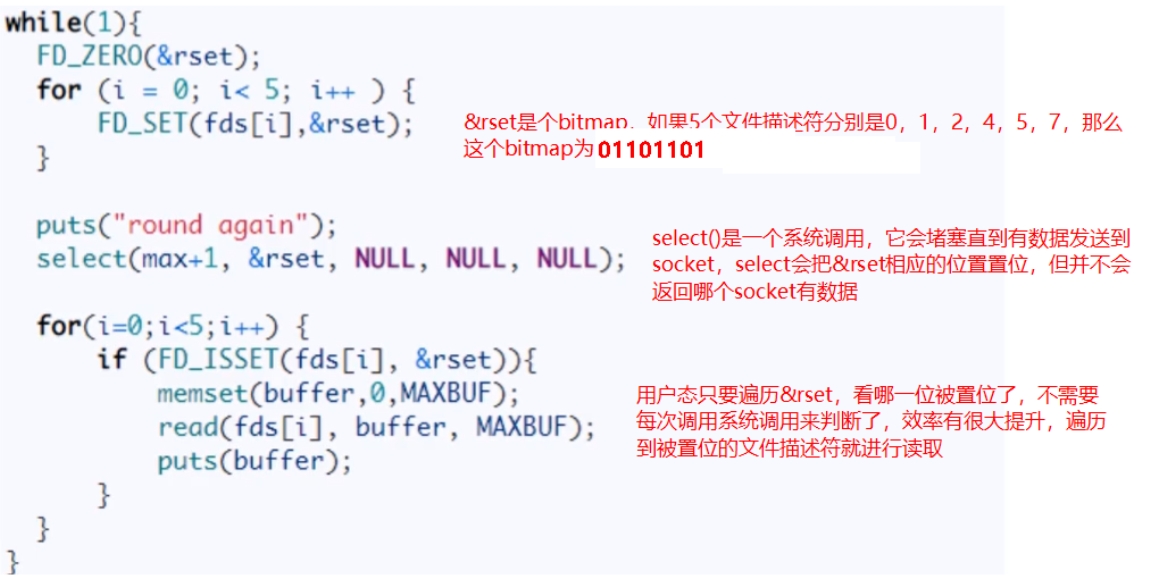 while(1){
FD_ZERO(&rset);
for (i = 0; i< 5; i++ ) {
FD_SET(fds[i],&rset);
}
&rset是个bitmap，如果5个文件描述符分别是0，1，2，4，5，7，那么
这个bitmap为01101101
puts("round again");
select(max+1, &rset, NULL, NULL, NULL);
select()是一个系统调用，它会堵塞直到有数据发送到
socket，select会把&rset相应的位置置位，但并不会
返回哪个socket有数据
for(i=0;i<5;i++) {
if (FD_ISSET(fds[i], &rset)){
memset(buffer,0,MAXBUF);
read(fds[i], buffer, MAXBUF);
puts(buffer);
}
}
}
用户态只要遍历&rset，看哪一位被置位了，不需要
每次调用系统调用来判断了，效率有很大提升，遍历
到被置位的文件描述符就进行读取